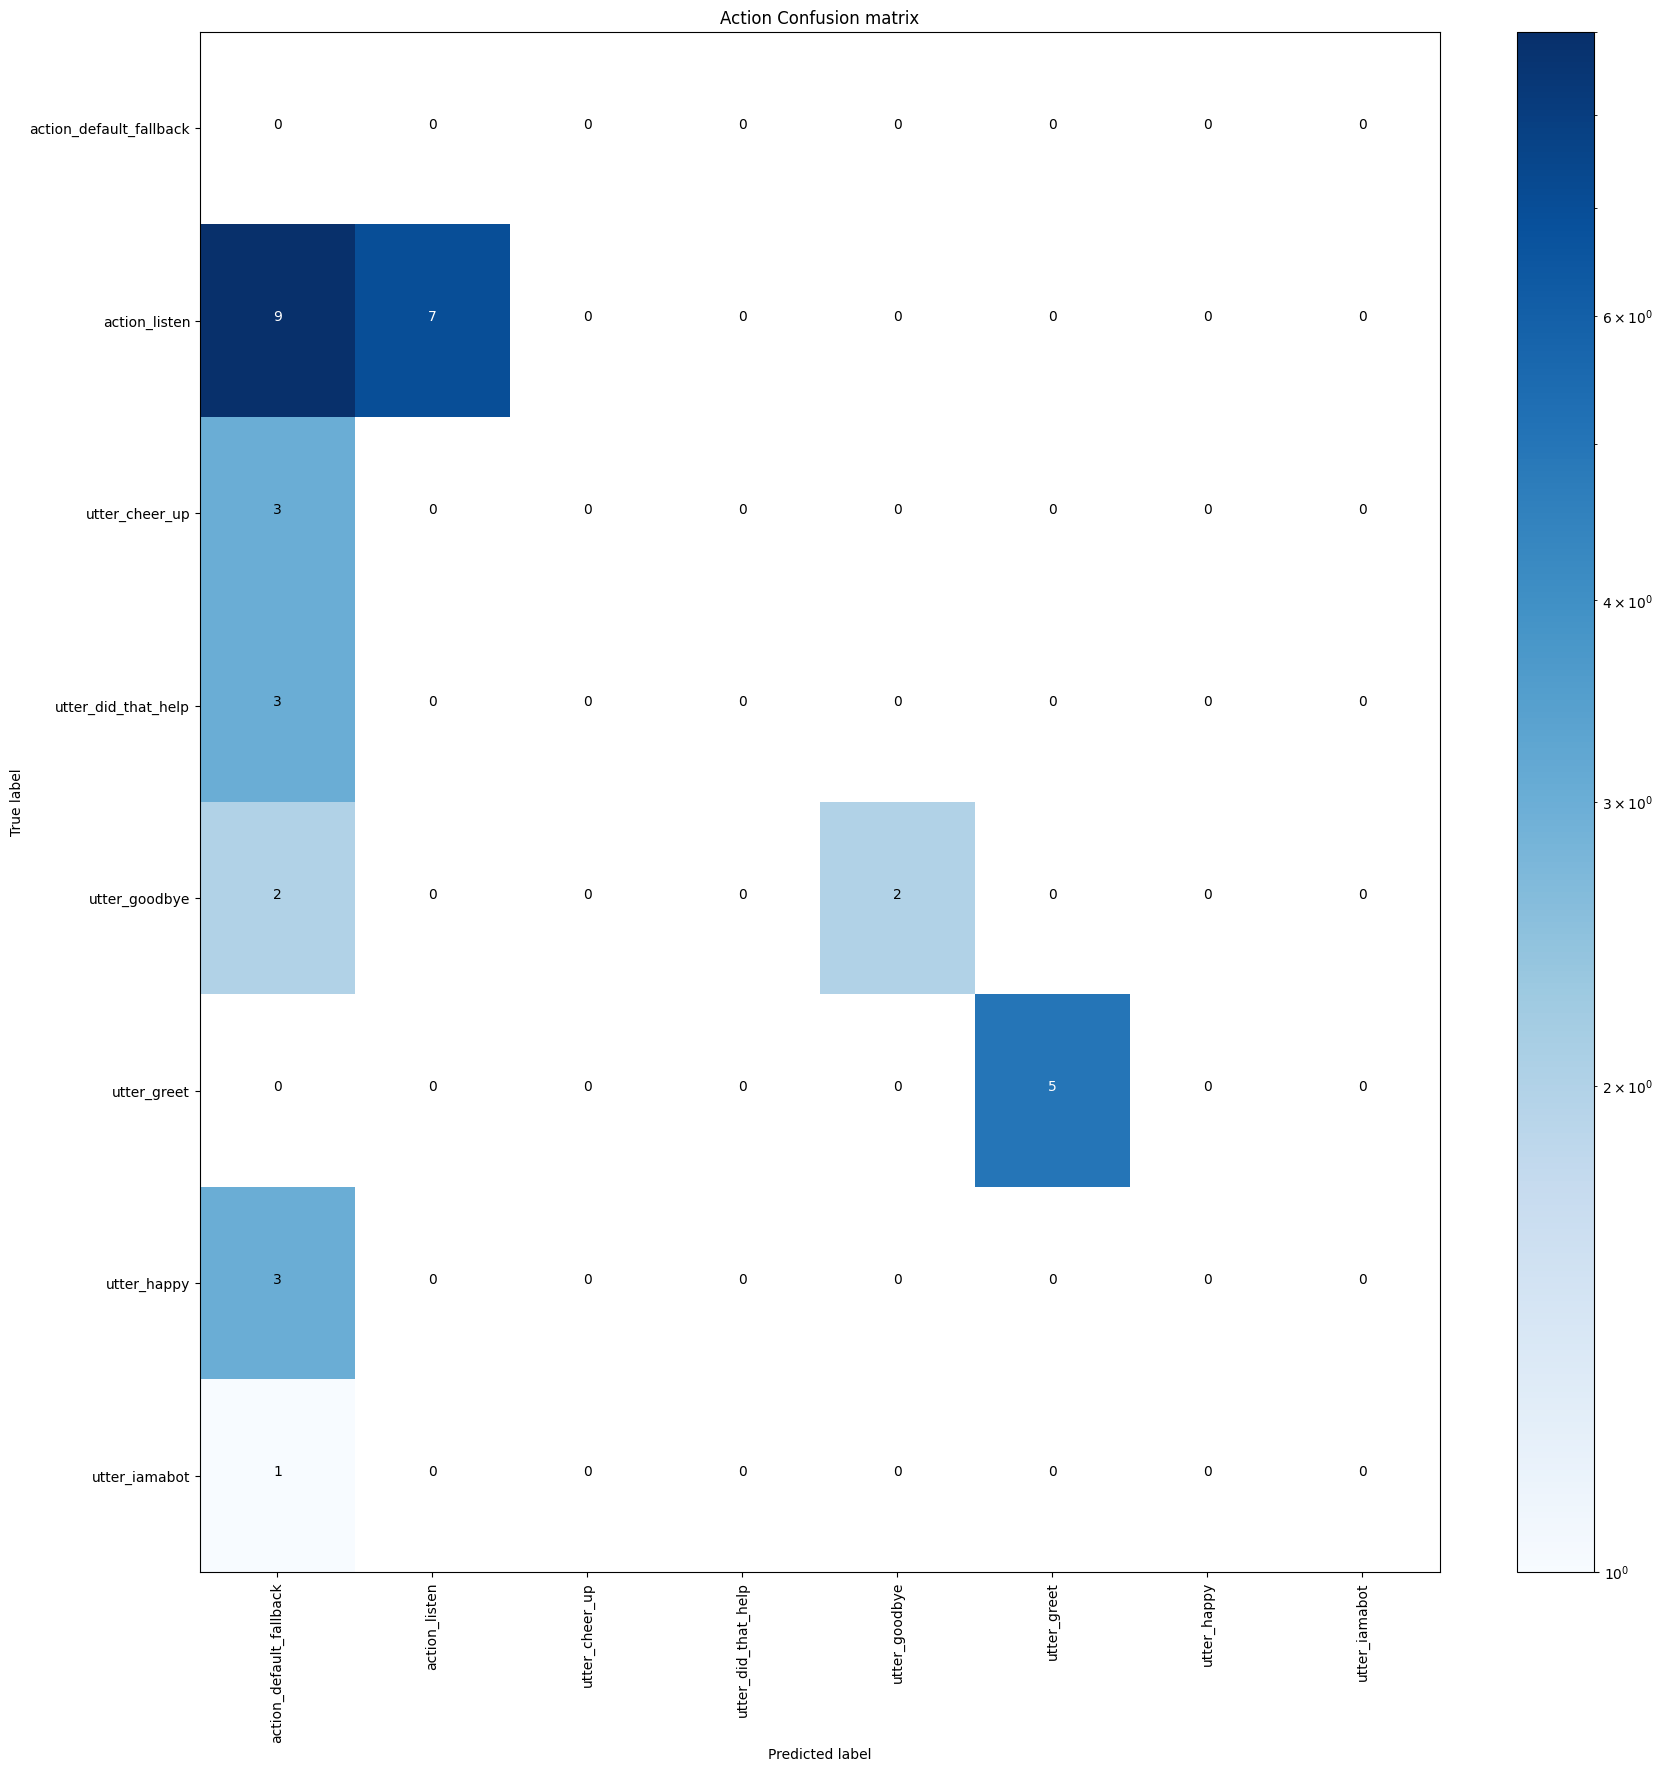 Action Confusion matrix
True label
action_default_fallback 0 0 0 0 0 0 0 0
action_listen 9 7 0 0 0 0 0 0
utter_cheer_up 3 0 0 0 0 0 0 0
utter_did_that_help 3 0 0 0 0 0 0 0
utter_goodbye 2 0 0 0 2 0 0 0
utter_greet 0 0 0 0 0 5 0 0
utter_happy 3 0 0 0 0 0 0 0
utter_iamabot 1 0 0 0 0 0 0 0
action_default_fallback
action_listen
utter_cheer_up
utter_did_that_help
utter_goodbye
utter_greet
utter_happy
utter_iamabot
Predicted label
6 × 10⁰
4 × 10⁰
3 × 10⁰
2 × 10⁰
10⁰